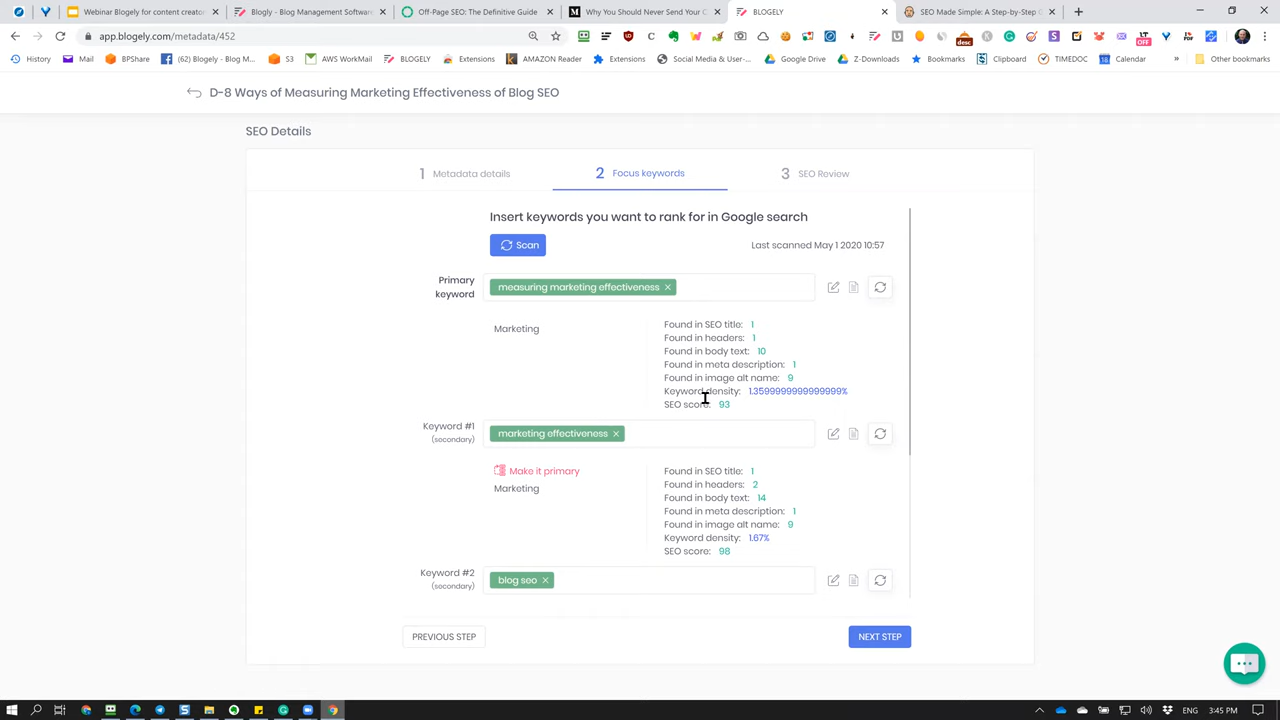 Webinar Blogely for content creator
Blogly - Blog Management Software
Off-Page SEO: The Definitive Guide
Why You Should Never Send Your C
BLOGELY
SEO Made Simple: A Step-by-Step G
app.blogely.com/metadata/452
History
Mail
BPShare
(62) Blogely - Blog M...
S3
AWS WorkMail
BLOGELY
Extensions
AMAZON Reader
Extensions
Social Media & User-...
Google Drive
Z-Downloads
Bookmarks
Clipboard
TIMEDOC
Calendar
»
Other bookmarks
D-8 Ways of Measuring Marketing Effectiveness of Blog SEO
SEO Details
1 Metadata details
2 Focus keywords
3 SEO Review
Insert keywords you want to rank for in Google search
Scan
Last scanned May 1 2020 10:57
Primary
keyword
measuring marketing effectiveness ×
Marketing
Found in SEO title: 1
Found in headers: 1
Found in body text: 10
Found in meta description: 1
Found in image alt name: 9
Keyword density: 1.3599999999999999%
SEO score: 93
Keyword #1
(secondary)
marketing effectiveness ×
Make it primary
Marketing
Found in SEO title: 1
Found in headers: 2
Found in body text: 14
Found in meta description: 1
Found in image alt name: 9
Keyword density: 1.67%
SEO score: 98
Keyword #2
(secondary)
blog seo ×
PREVIOUS STEP
NEXT STEP
3:45 PM